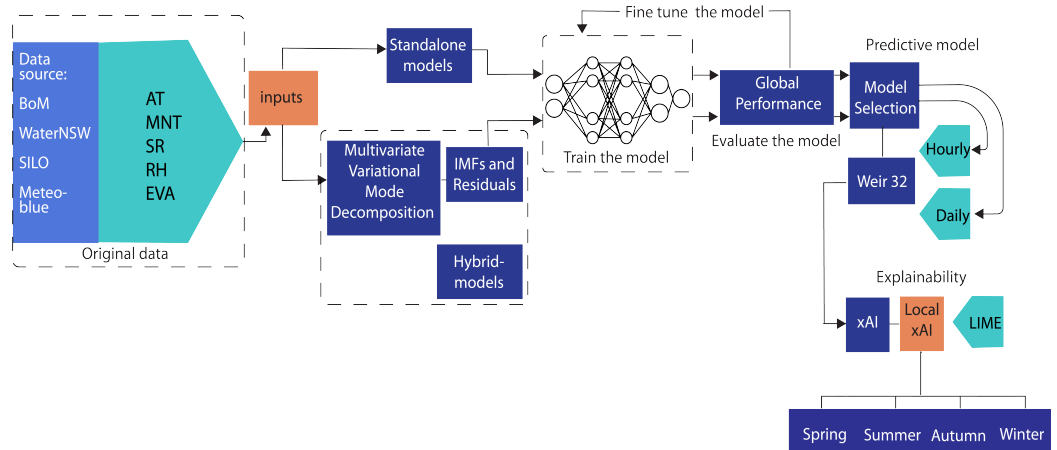 Data
source:
BoM
WaterNSW
SILO
Meteo-
blue
AT
MNT
SR
RH
EVA
Original data
inputs
Standalone
models
Multivariate
Variational
Mode
Decomposition
IMFs and
Residuals
Hybrid-
models
Fine tune the model
Train the model
Global
Performance
Evaluate the model
Predictive model
Model
Selection
Hourly
Daily
Weir 32
Explainability
xAI
Local
xAI
LIME
Spring
Summer
Autumn
Winter